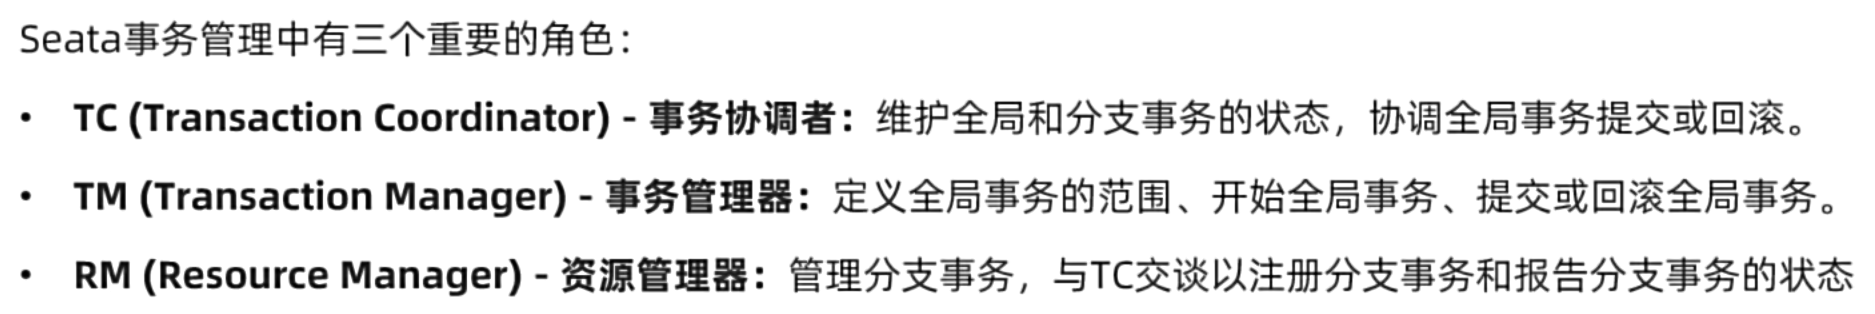 Seata事务管理中有三个重要的角色：
• TC (Transaction Coordinator) - 事务协调者：维护全局和分支事务的状态，协调全局事务提交或回滚。
• TM (Transaction Manager) - 事务管理器：定义全局事务的范围、开始全局事务、提交或回滚全局事务。
• RM (Resource Manager) - 资源管理器：管理分支事务，与TC交谈以注册分支事务和报告分支事务的状态